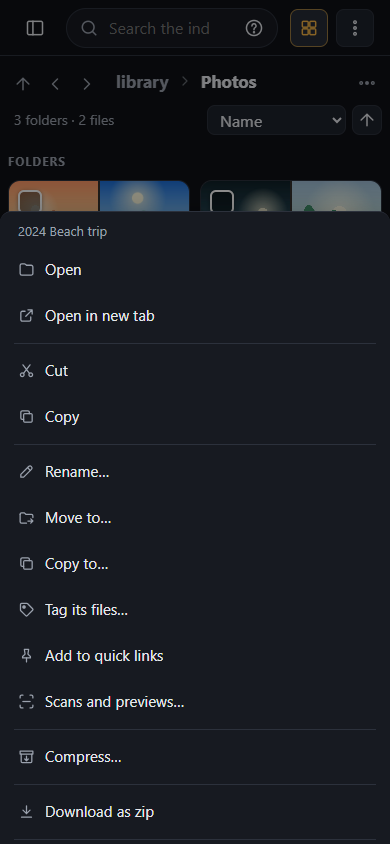 Search the ind
library > Photos
3 folders · 2 files
Name
FOLDERS
2024 Beach trip
Open
Open in new tab
Cut
Copy
Rename...
Move to...
Copy to...
Tag its files...
Add to quick links
Scans and previews...
Compress...
Download as zip